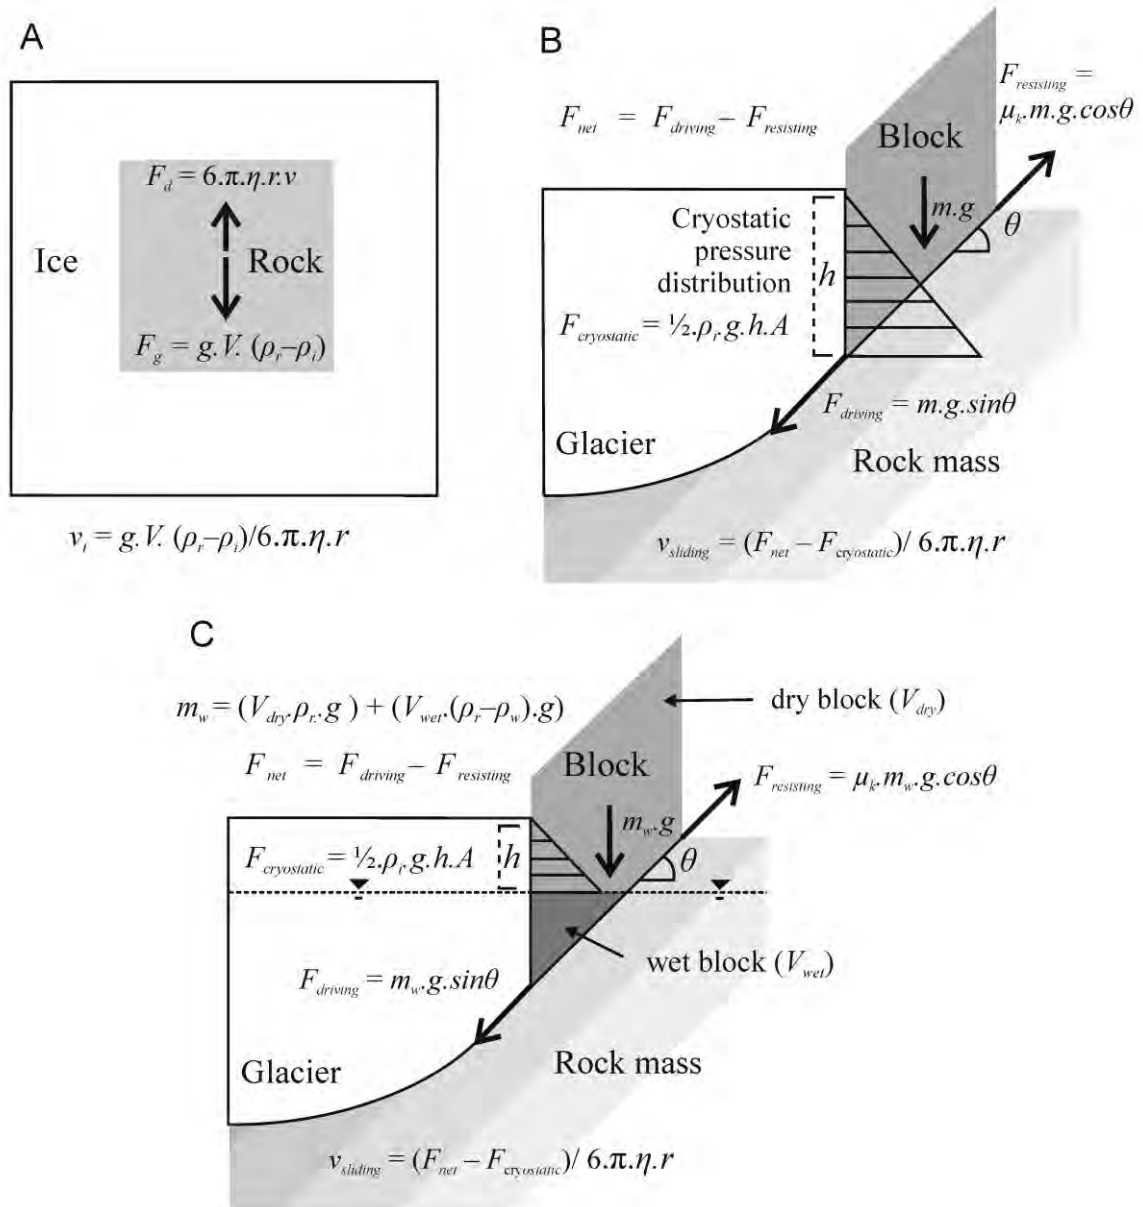 A
F_d = 6.π.η.r.v
Ice
Rock
F_g = g.V. (ρ_r–ρ_i)
v_t = g.V. (ρ_r–ρ_i)/6.π.η.r
B
F_net = F_driving – F_resisting
F_resisting =
μ_k.m.g.cosθ
Block
m.g
θ
Cryostatic
pressure
distribution
h
F_cryostatic = ½.ρ_i.g.h.A
F_driving = m.g.sinθ
Glacier
Rock mass
v_sliding = (F_net – F_cryostatic)/ 6.π.η.r
C
m_w = (V_dry.ρ_r.g ) + (V_wet.(ρ_r–ρ_w).g)
dry block (V_dry)
F_net = F_driving – F_resisting
Block
F_resisting = μ_k.m_w.g.cosθ
m_w.g
F_cryostatic = ½.ρ_i.g.h.A
h
θ
wet block (V_wet)
F_driving = m_w.g.sinθ
Glacier
Rock mass
v_sliding = (F_net – F_cryostatic)/ 6.π.η.r